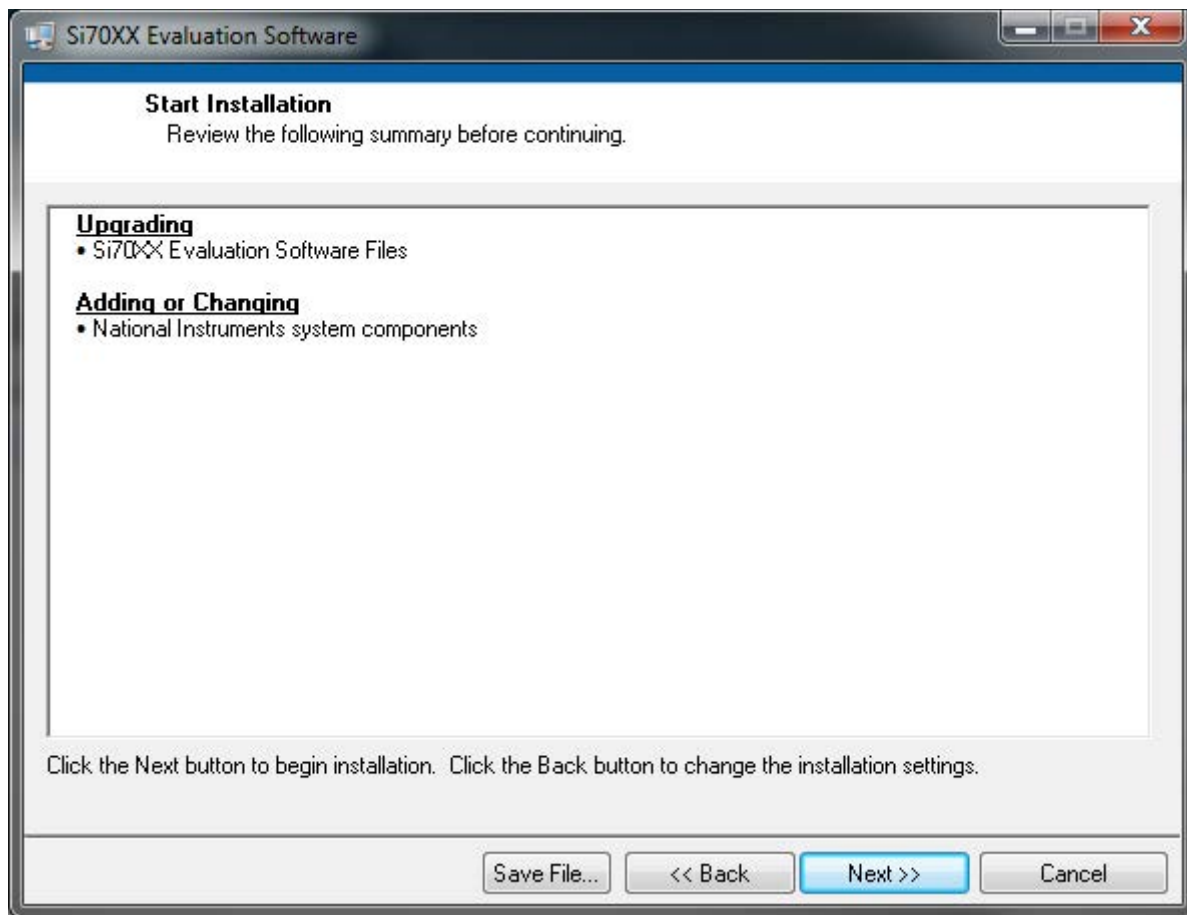 Si70XX Evaluation Software
Start Installation
Review the following summary before continuing.
Upgrading
• Si70XX Evaluation Software Files
Adding or Changing
• National Instruments system components
Click the Next button to begin installation.  Click the Back button to change the installation settings.
Save File...
<< Back
Next >>
Cancel